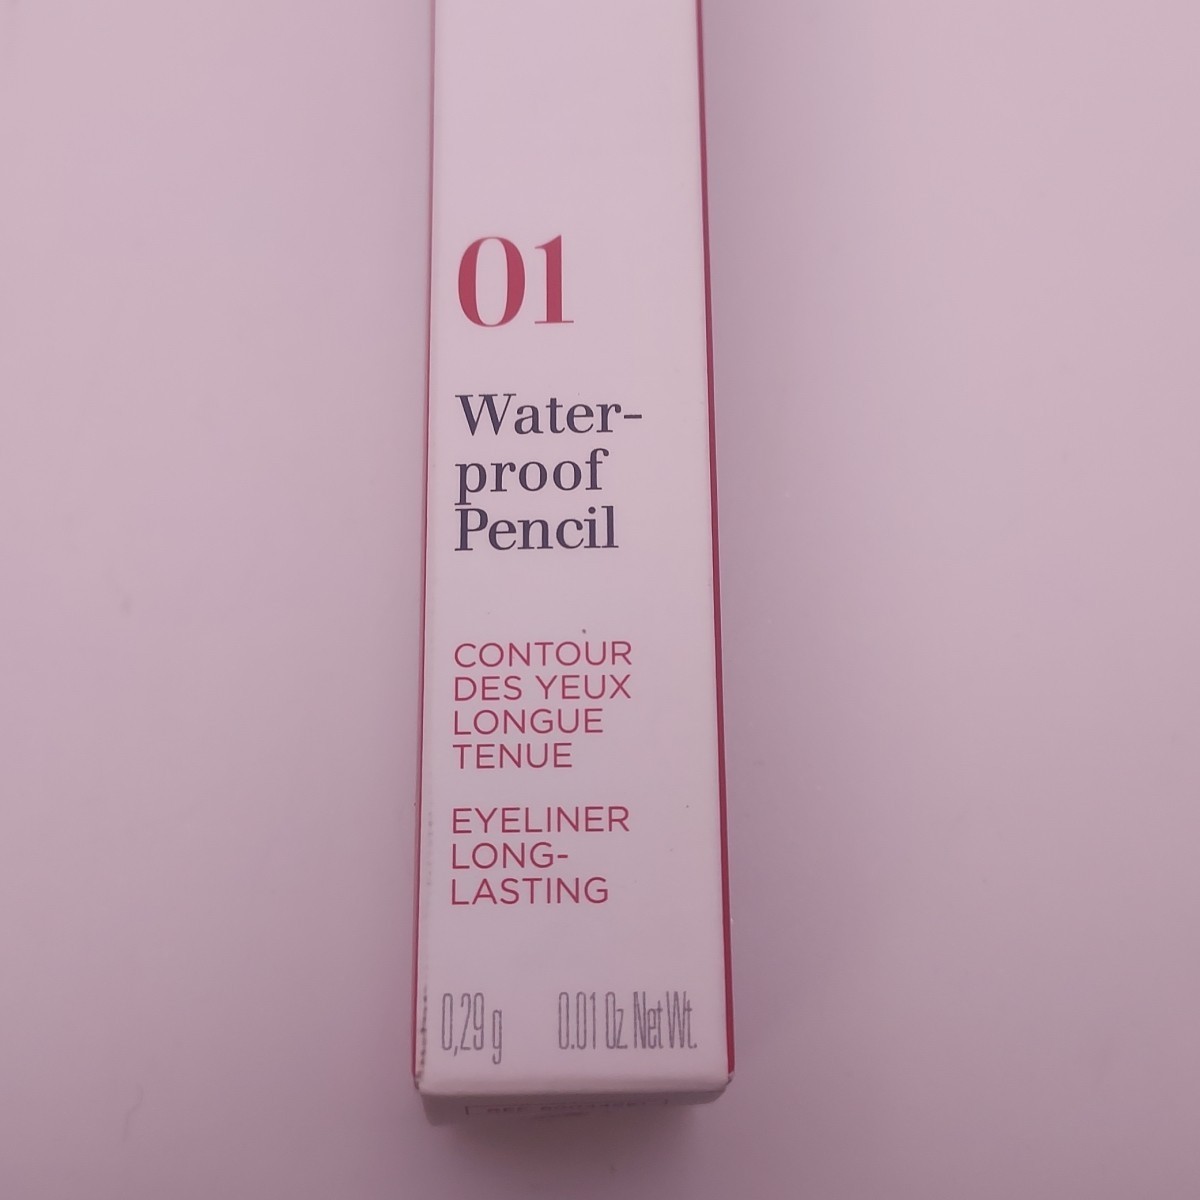 01
Water-
proof
Pencil
CONTOUR
DES YEUX
LONGUE
TENUE
EYELINER
LONG-
LASTING
0,29 g 0.01 Oz Net Wt.